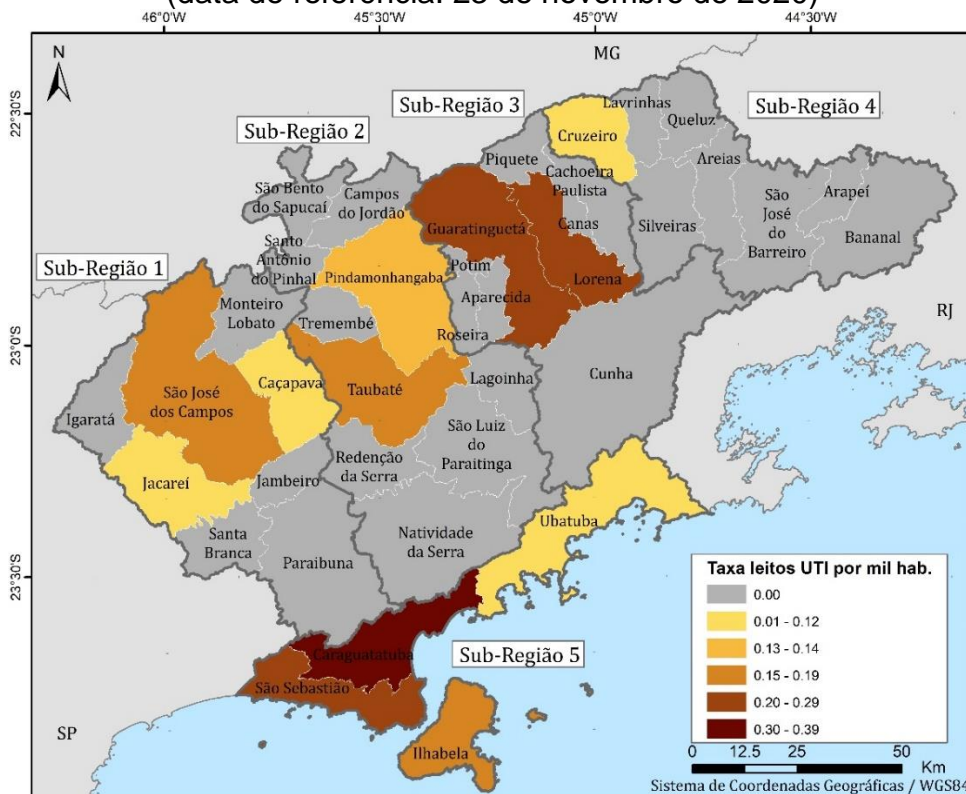 (data de referência: 25 de novembro de 2020)
46°0'W
45°30'W
45°0'W
44°30'W
N
MG
22°30'S
Sub-Região 3
Lavrinhas
Queluz
Sub-Região 4
Cruzeiro
Sub-Região 2
Piquete
Areias
Cachoeira
Paulista
São Bento
do Sapucaí
Campos
do Jordão
São
José
do
Barreiro
Arapeí
Guaratinguetá
Canas
Silveiras
Bananal
Santo
Antônio
do Pinhal
Sub-Região 1
Potim
Pindamonhangaba
Lorena
Aparecida
Monteiro
Lobato
RJ
Tremembé
Roseira
23°0'S
Cunha
Lagoinha
Caçapava
Taubaté
São José
dos Campos
Igaratá
São Luiz
do
Paraitinga
Redenção
da Serra
Jacareí
Jambeiro
Ubatuba
Natividade
da Serra
Santa
Branca
Paraibuna
23°30'S
Taxa leitos UTI por mil hab.
0.00
0.01 - 0.12
0.13 - 0.14
0.15 - 0.19
0.20 - 0.29
0.30 - 0.39
Caraguatatuba
Sub-Região 5
São Sebastião
SP
Ilhabela
0 12.5 25 50
Km
Sistema de Coordenadas Geográficas / WGS84